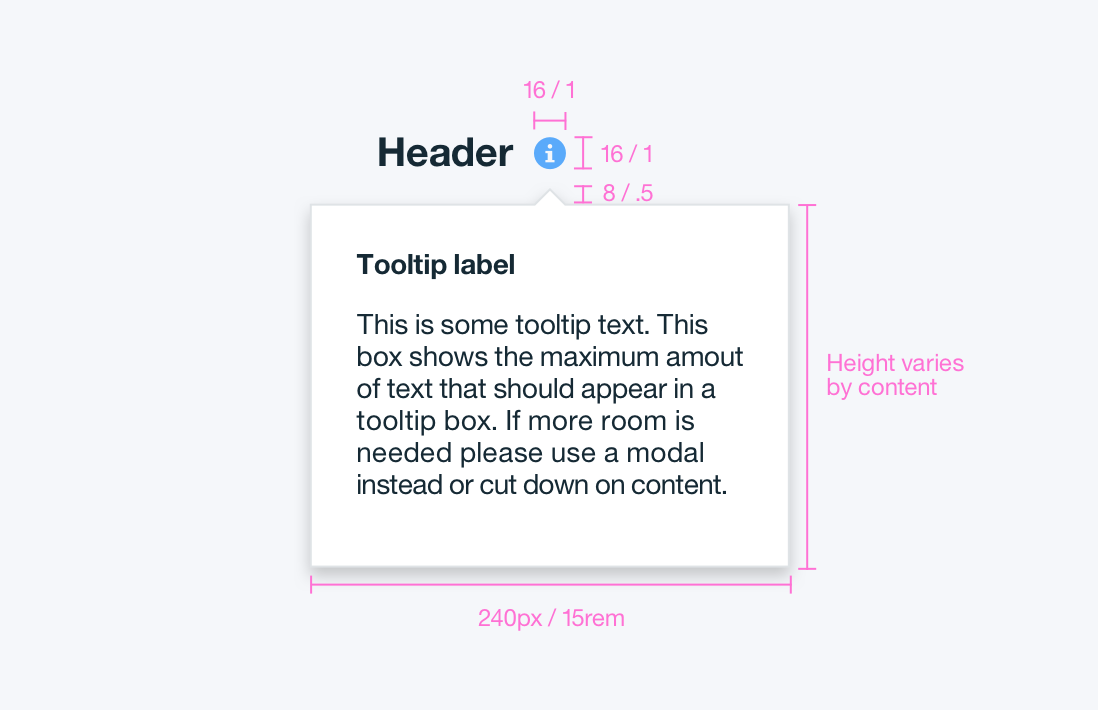 16 / 1
Header
16 / 1
8 / .5
Tooltip label
This is some tooltip text. This
box shows the maximum amout
of text that should appear in a
tooltip box. If more room is
needed please use a modal
instead or cut down on content.
Height varies
by content
240px / 15rem